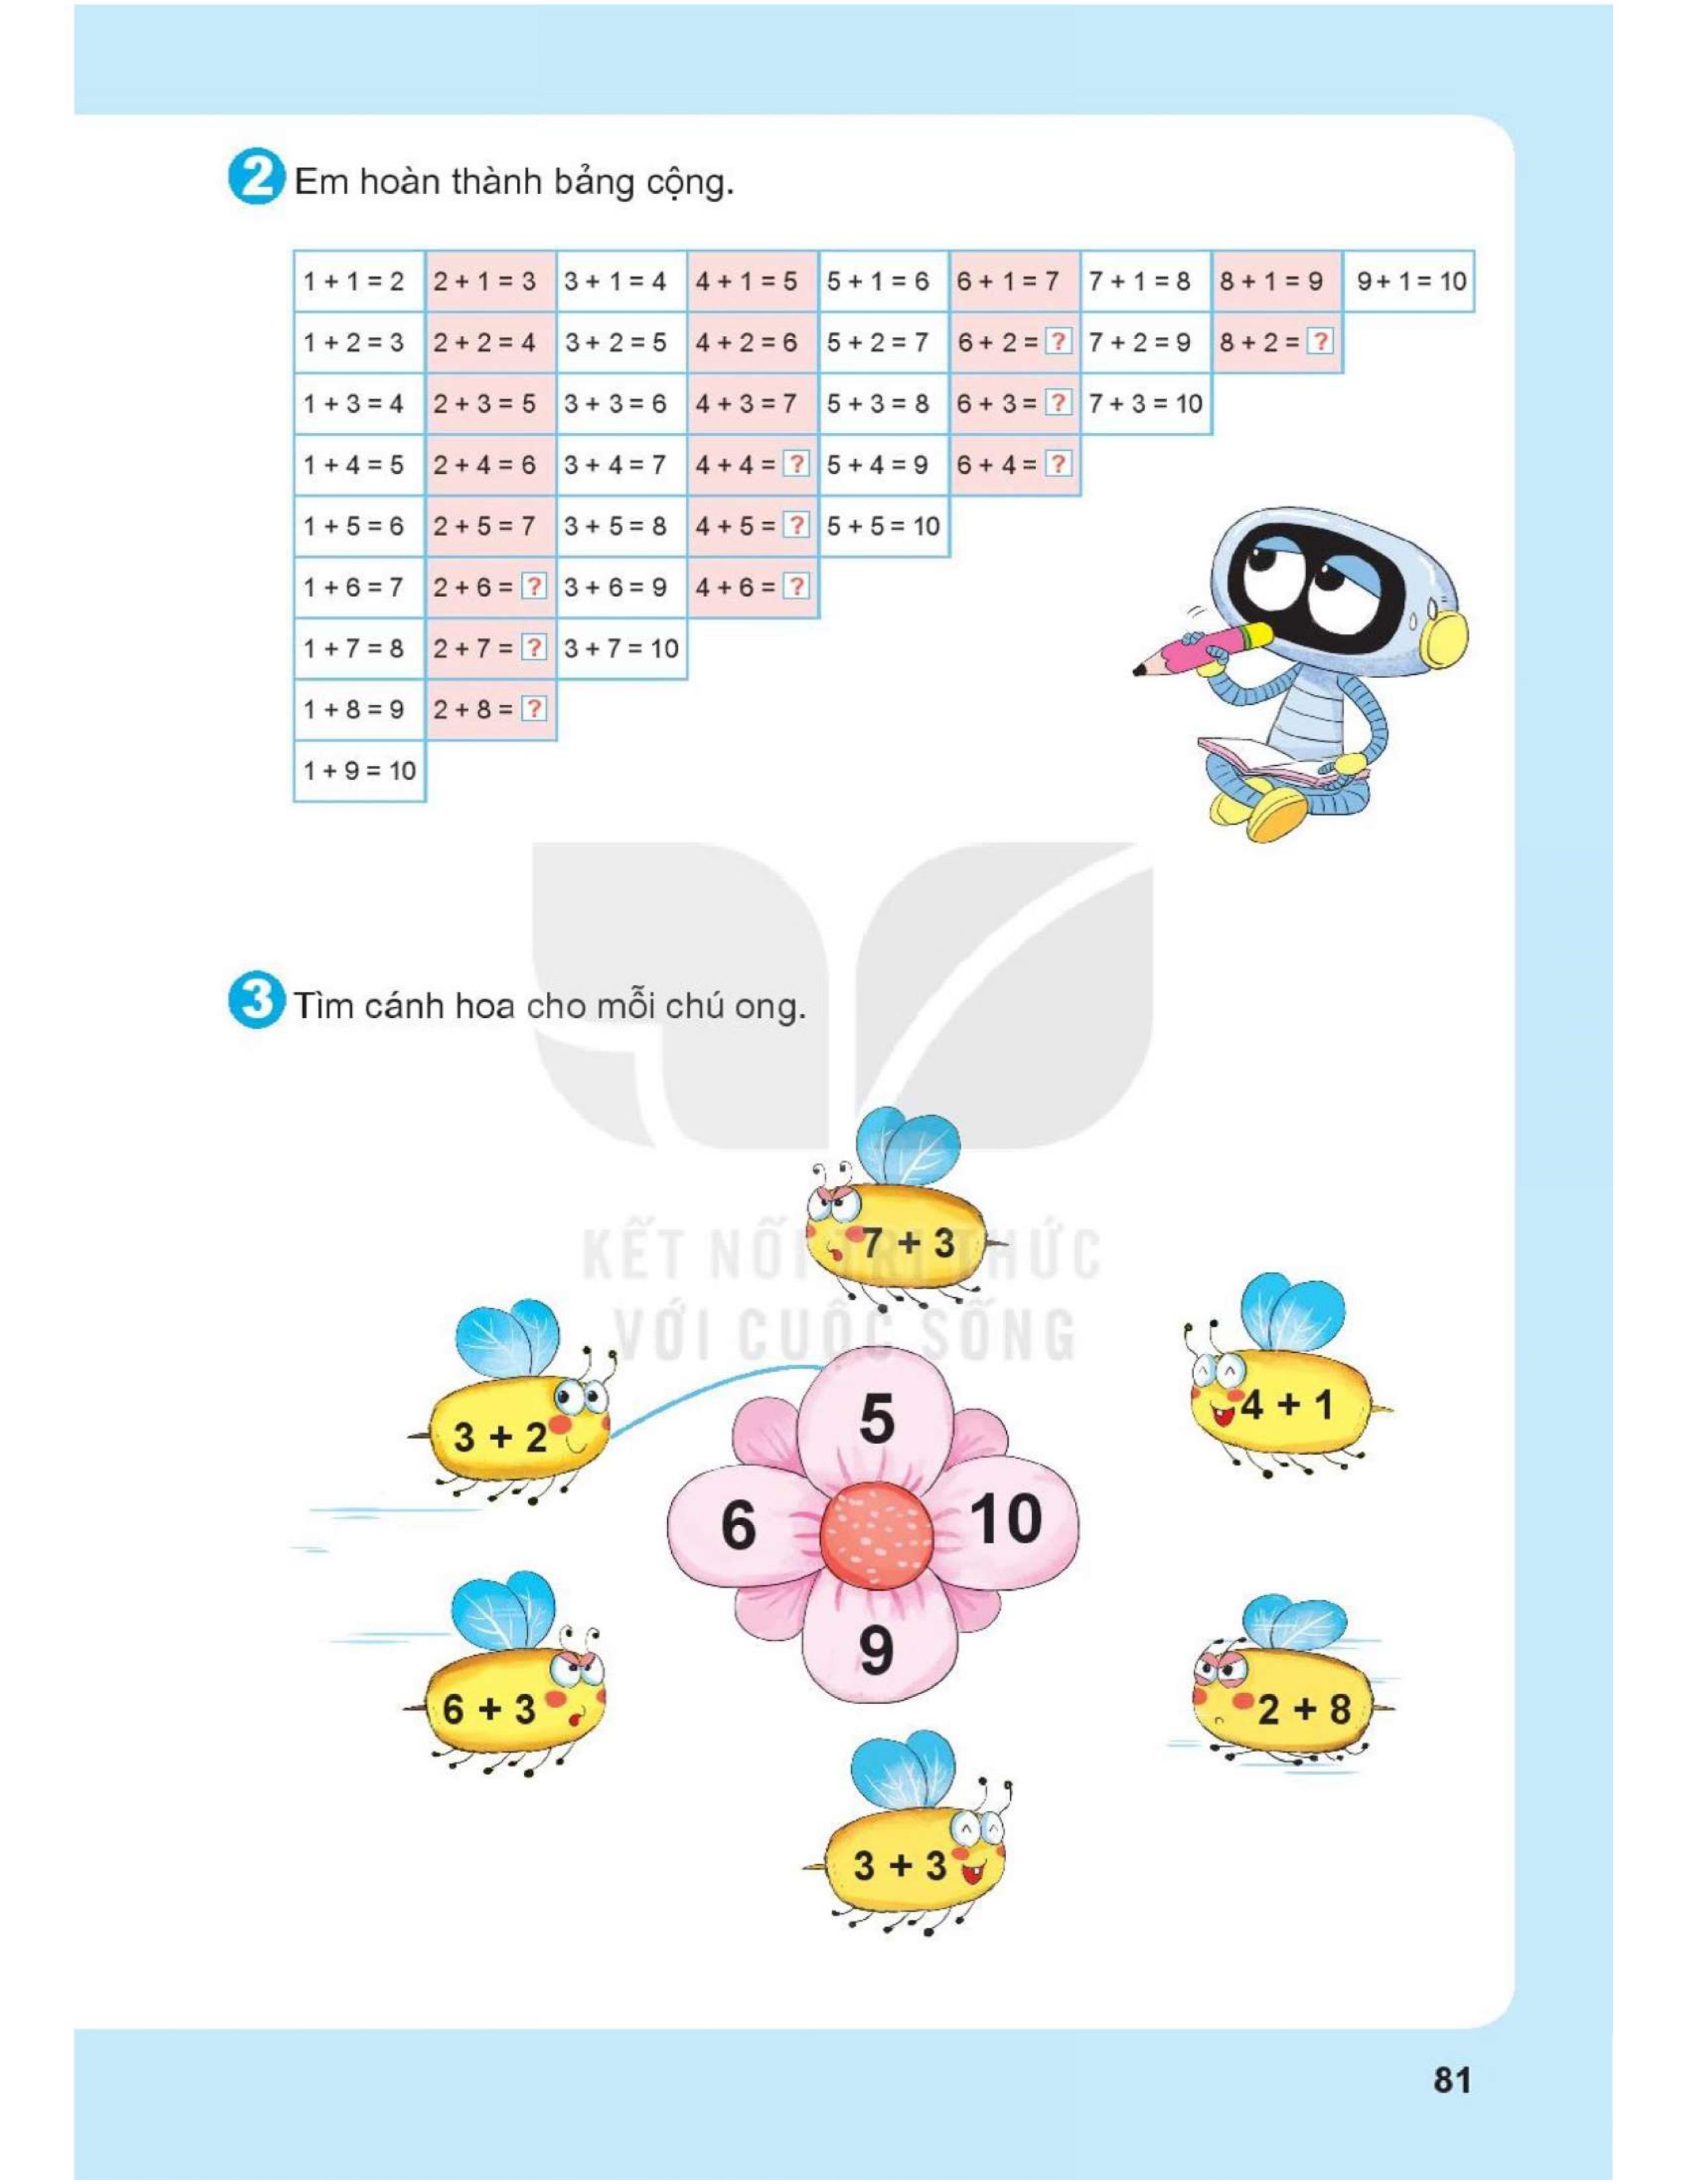 2 Em hoàn thành bảng cộng.
1 + 1 = 2 2 + 1 = 3 3 + 1 = 4 4 + 1 = 5 5 + 1 = 6 6 + 1 = 7 7 + 1 = 8 8 + 1 = 9 9 + 1 = 10
1 + 2 = 3 2 + 2 = 4 3 + 2 = 5 4 + 2 = 6 5 + 2 = 7 6 + 2 = ? 7 + 2 = 9 8 + 2 = ?
1 + 3 = 4 2 + 3 = 5 3 + 3 = 6 4 + 3 = 7 5 + 3 = 8 6 + 3 = ? 7 + 3 = 10
1 + 4 = 5 2 + 4 = 6 3 + 4 = 7 4 + 4 = ? 5 + 4 = 9 6 + 4 = ?
1 + 5 = 6 2 + 5 = 7 3 + 5 = 8 4 + 5 = ? 5 + 5 = 10
1 + 6 = 7 2 + 6 = ? 3 + 6 = 9 4 + 6 = ?
1 + 7 = 8 2 + 7 = ? 3 + 7 = 10
1 + 8 = 9 2 + 8 = ?
1 + 9 = 10
3 Tìm cánh hoa cho mỗi chú ong.
KẾT NỐI TRI THỨC
VỚI CUỘC SỐNG
7 + 3
3 + 2
4 + 1
5
6
10
9
6 + 3
2 + 8
3 + 3
81